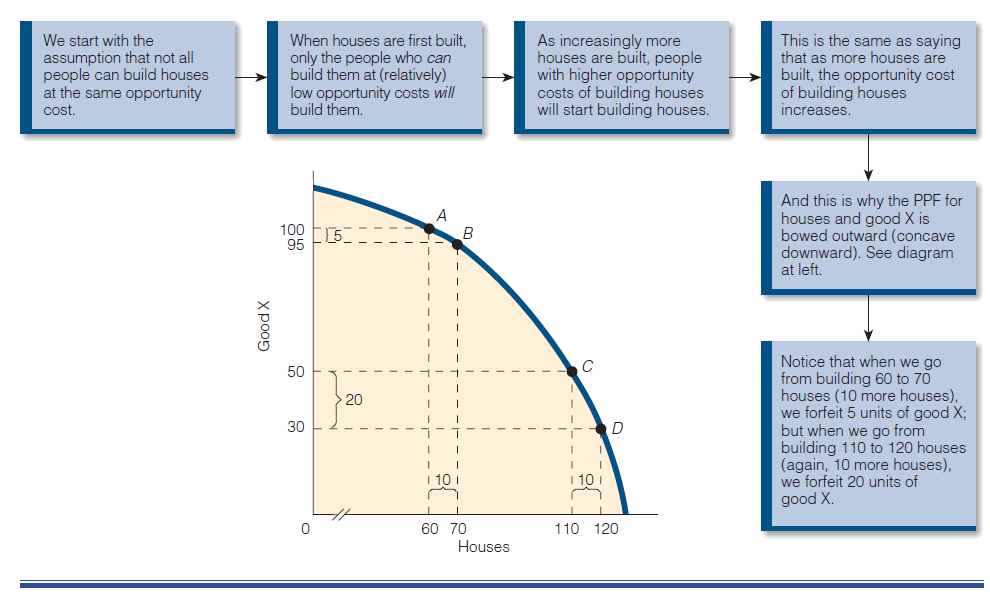 We start with the
assumption that not all
people can build houses
at the same opportunity
cost.
When houses are first built,
only the people who can
build them at (relatively)
low opportunity costs will
build them.
As increasingly more
houses are built, people
with higher opportunity
costs of building houses
will start building houses.
This is the same as saying
that as more houses are
built, the opportunity cost
of building houses
increases.
And this is why the PPF for
houses and good X is
bowed outward (concave
downward). See diagram
at left.
Notice that when we go
from building 60 to 70
houses (10 more houses),
we forfeit 5 units of good X;
but when we go from
building 110 to 120 houses
(again, 10 more houses),
we forfeit 20 units of
good X.
Good X
100
95
50
30
0
5
20
A
B
C
D
10
10
60 70
110 120
Houses